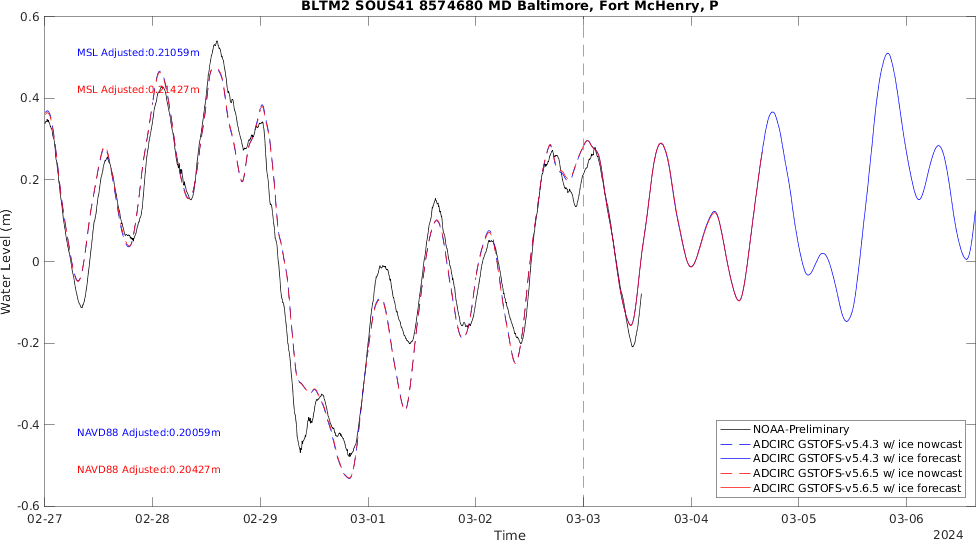 BLTM2 SOUS41 8574680 MD Baltimore, Fort McHenry, P
0.6
0.4
0.2
0
-0.2
-0.4
-0.6
Water Level (m)
MSL Adjusted:0.21059m
MSL Adjusted:0.21427m
NAVD88 Adjusted:0.20059m
NAVD88 Adjusted:0.20427m
NOAA-Preliminary
ADCIRC GSTOFS-v5.4.3 w/ ice nowcast
ADCIRC GSTOFS-v5.4.3 w/ ice forecast
ADCIRC GSTOFS-v5.6.5 w/ ice nowcast
ADCIRC GSTOFS-v5.6.5 w/ ice forecast
02-27 02-28 02-29 03-01 03-02 03-03 03-04 03-05 03-06
Time
2024